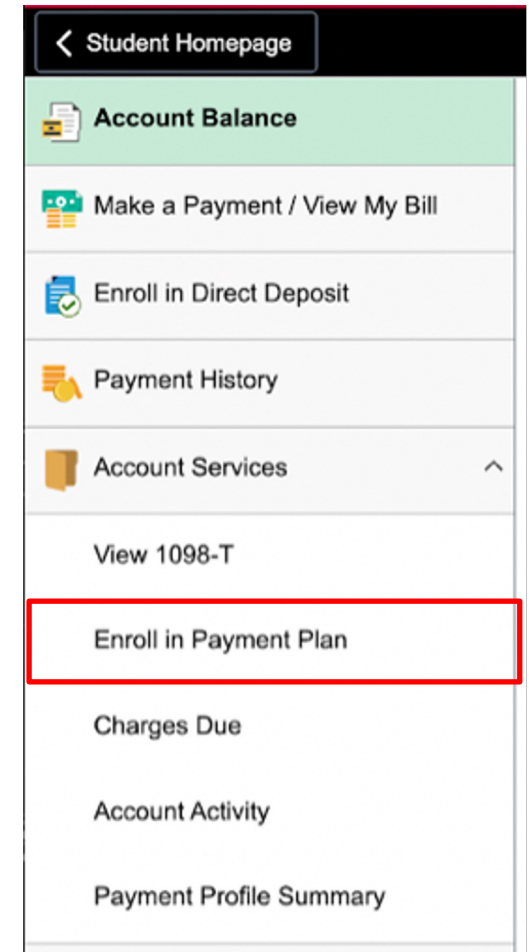 Student Homepage
Account Balance
Make a Payment / View My Bill
Enroll in Direct Deposit
Payment History
Account Services
View 1098-T
Enroll in Payment Plan
Charges Due
Account Activity
Payment Profile Summary